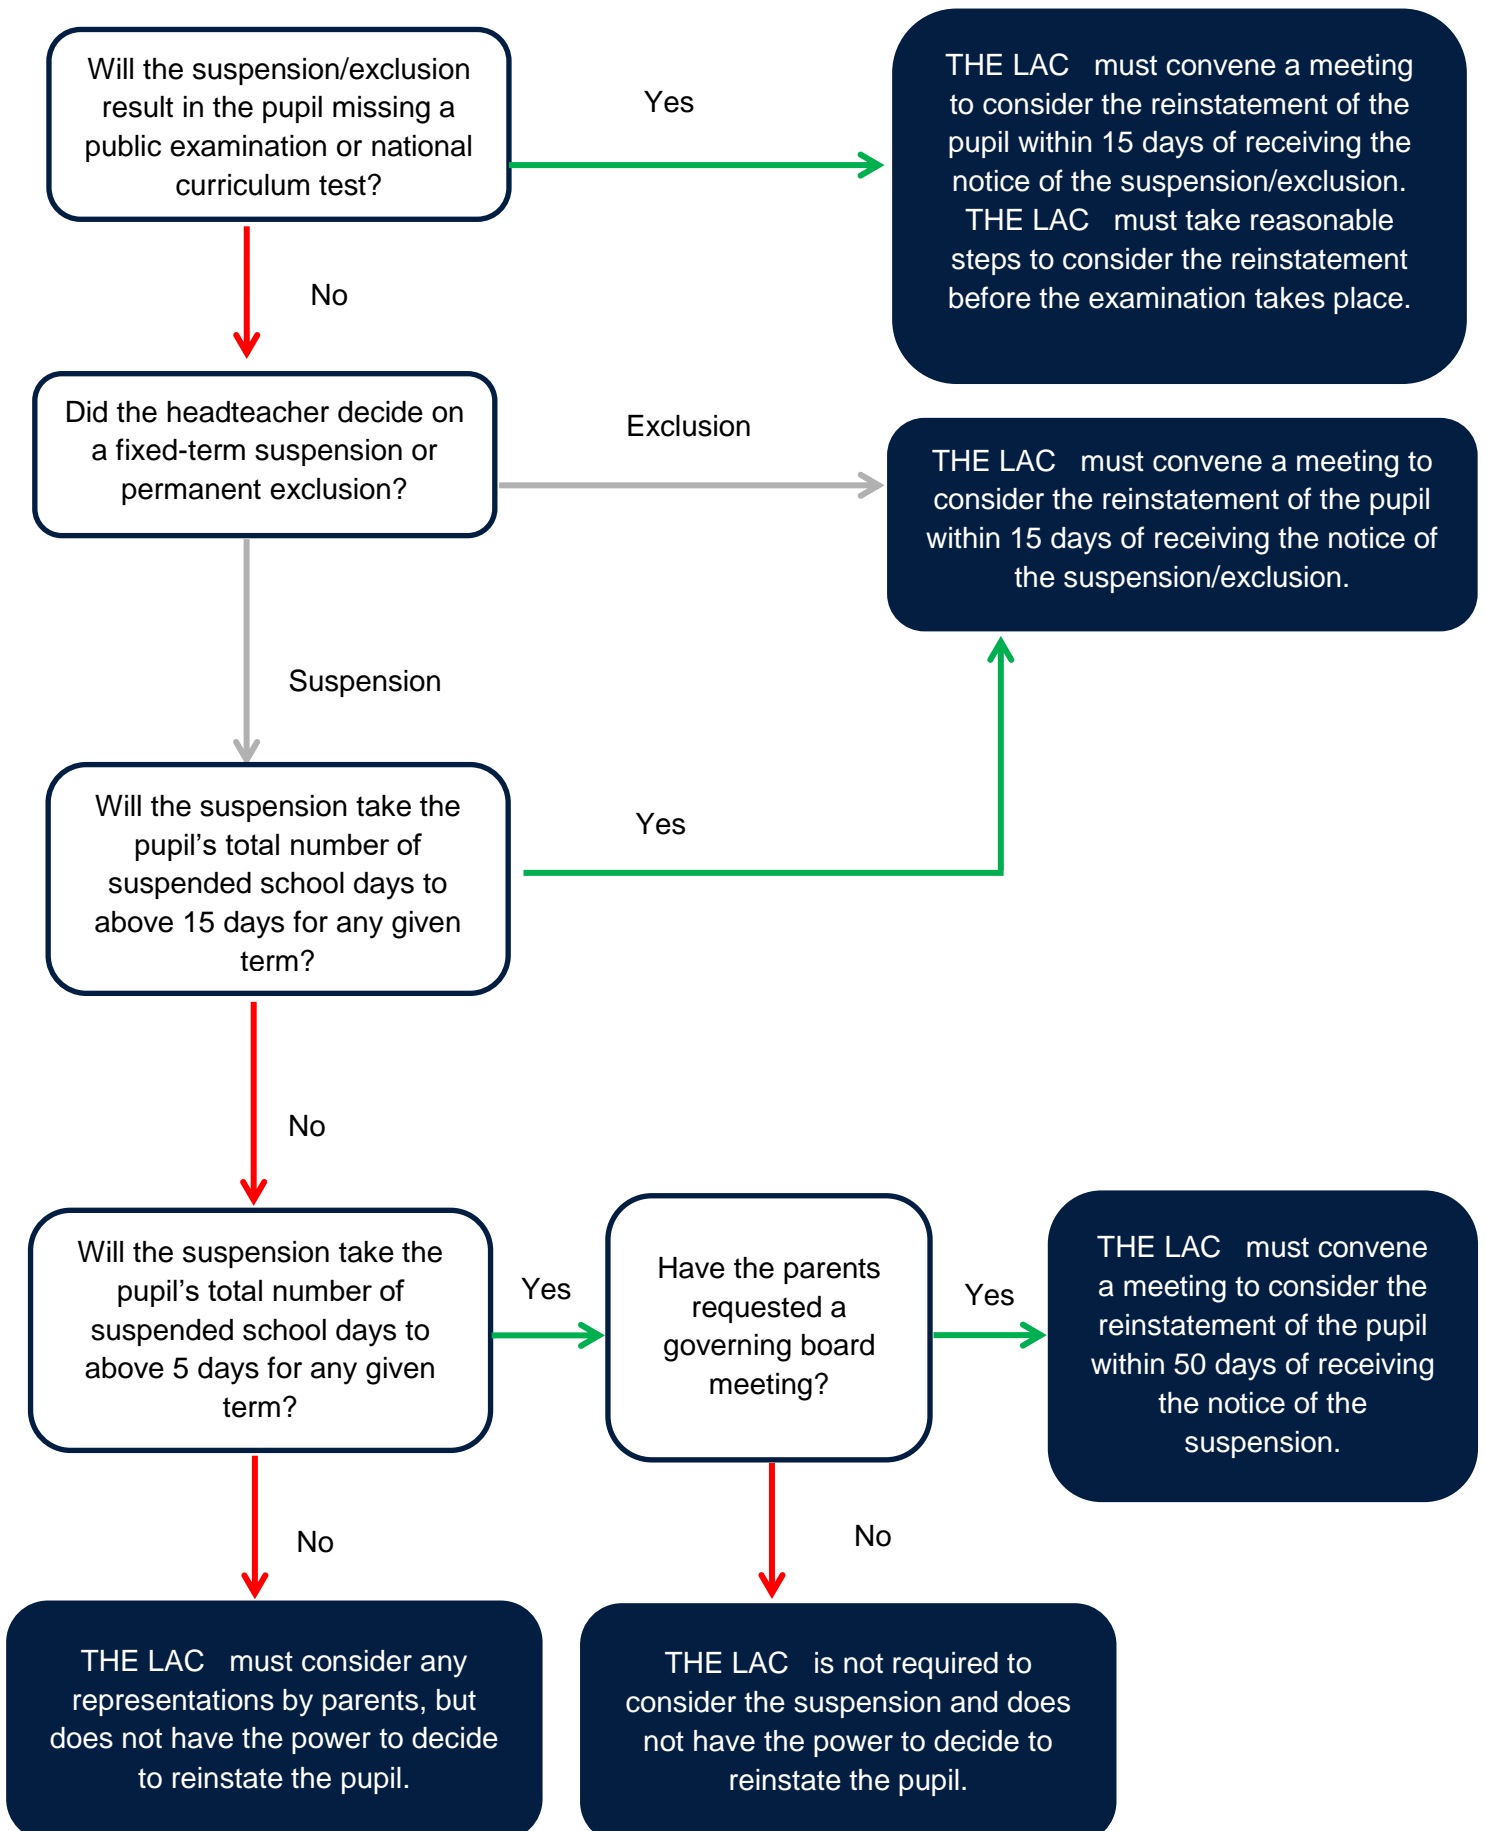 Will the suspension/exclusion
result in the pupil missing a
public examination or national
curriculum test?
Yes
THE LAC   must convene a meeting
to consider the reinstatement of the
pupil within 15 days of receiving the
notice of the suspension/exclusion.
THE LAC   must take reasonable
steps to consider the reinstatement
before the examination takes place.
No
Did the headteacher decide on
a fixed-term suspension or
permanent exclusion?
Exclusion
THE LAC   must convene a meeting to
consider the reinstatement of the pupil
within 15 days of receiving the notice of
the suspension/exclusion.
Suspension
Will the suspension take the
pupil’s total number of
suspended school days to
above 15 days for any given
term?
Yes
No
Will the suspension take the
pupil’s total number of
suspended school days to
above 5 days for any given
term?
Yes
Have the parents
requested a
governing board
meeting?
Yes
THE LAC   must convene
a meeting to consider the
reinstatement of the pupil
within 50 days of receiving
the notice of the
suspension.
No
No
THE LAC   must consider any
representations by parents, but
does not have the power to decide
to reinstate the pupil.
THE LAC   is not required to
consider the suspension and does
not have the power to decide to
reinstate the pupil.